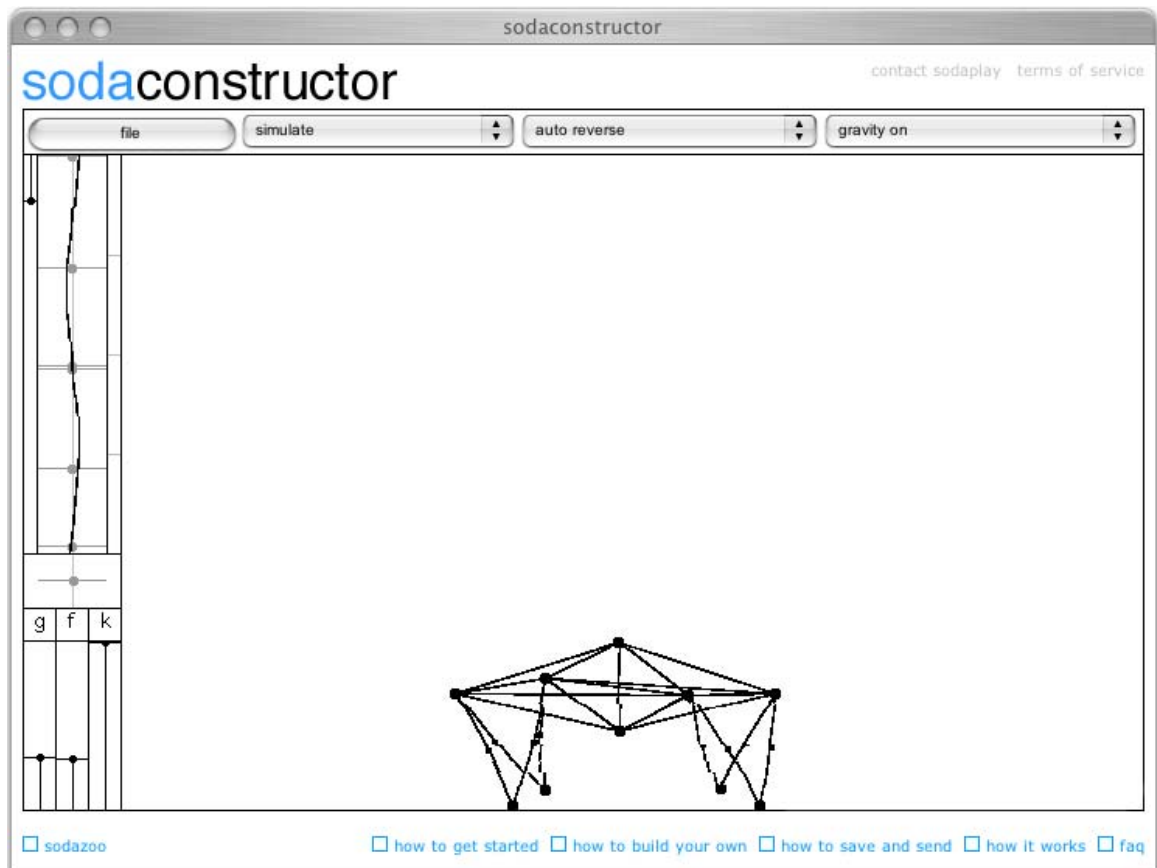 sodaconstructor
sodaconstructor
contact sodaplay terms of service
file simulate auto reverse gravity on
g f k
sodazoo how to get started how to build your own how to save and send how it works faq